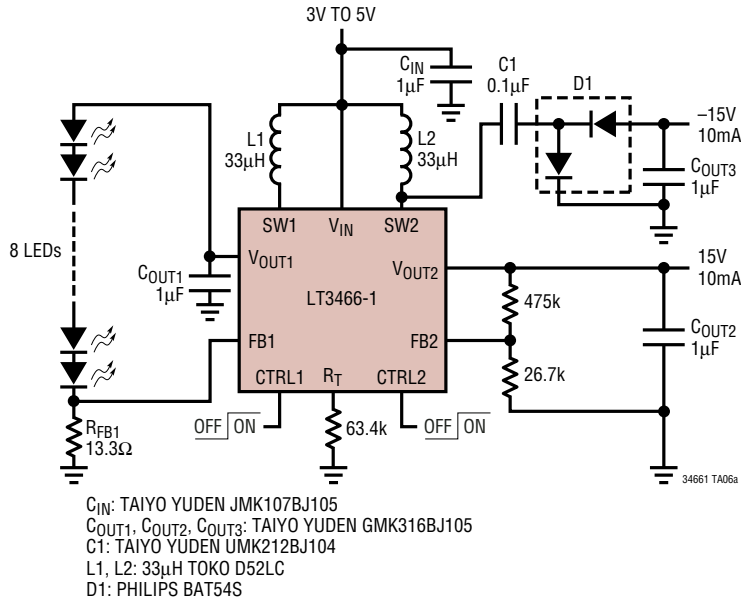 3V TO 5V
CIN
1µF
C1
0.1µF
D1
–15V
10mA
L1
33µH
L2
33µH
COUT3
1µF
SW1
VIN
SW2
8 LEDs
VOUT1
COUT1
1µF
LT3466-1
VOUT2
15V
10mA
475k
COUT2
1µF
FB1
FB2
26.7k
CTRL1
RT
CTRL2
RFB1
13.3Ω
OFF ON
63.4k
OFF ON
34661 TA06a
CIN: TAIYO YUDEN JMK107BJ105
COUT1, COUT2, COUT3: TAIYO YUDEN GMK316BJ105
C1: TAIYO YUDEN UMK212BJ104
L1, L2: 33µH TOKO D52LC
D1: PHILIPS BAT54S